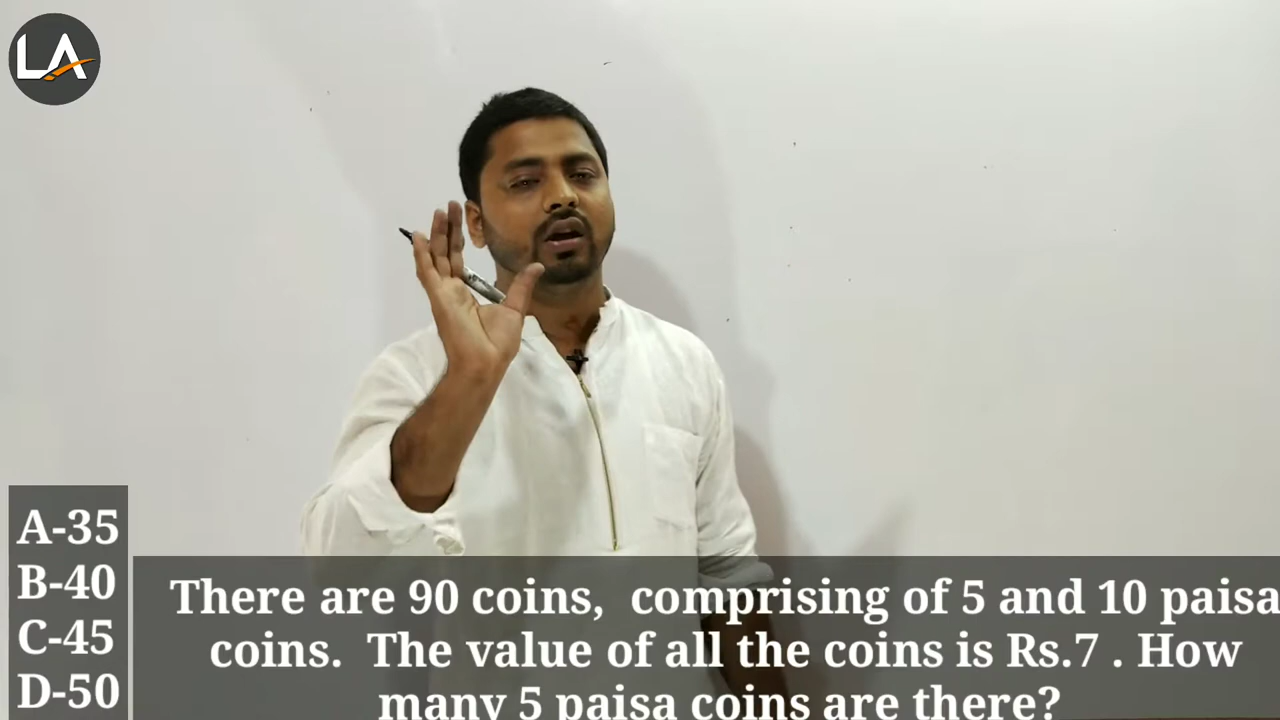 LA
A-35
B-40
C-45
D-50
There are 90 coins, comprising of 5 and 10 paisa
coins. The value of all the coins is Rs.7 . How
many 5 paisa coins are there?